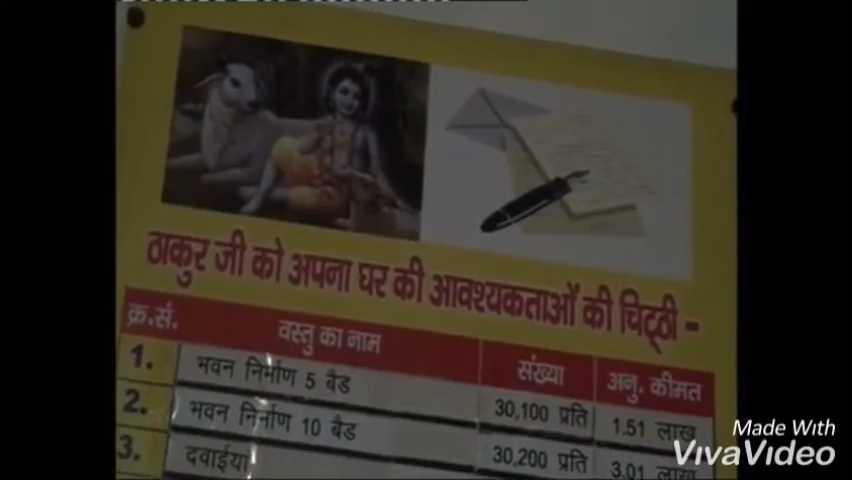 ठाकुर जी को अपना घर की आवश्यकताओं की चिट्ठी -
क्र.सं. वस्तु का नाम संख्या अनु. कीमत
1. भवन निर्माण 5 बैड 30,100 प्रति 1.51 लाख
2. भवन निर्माण 10 बैड 30,200 प्रति 3.01 लाख
3. दवाईयां
Made With
VivaVideo